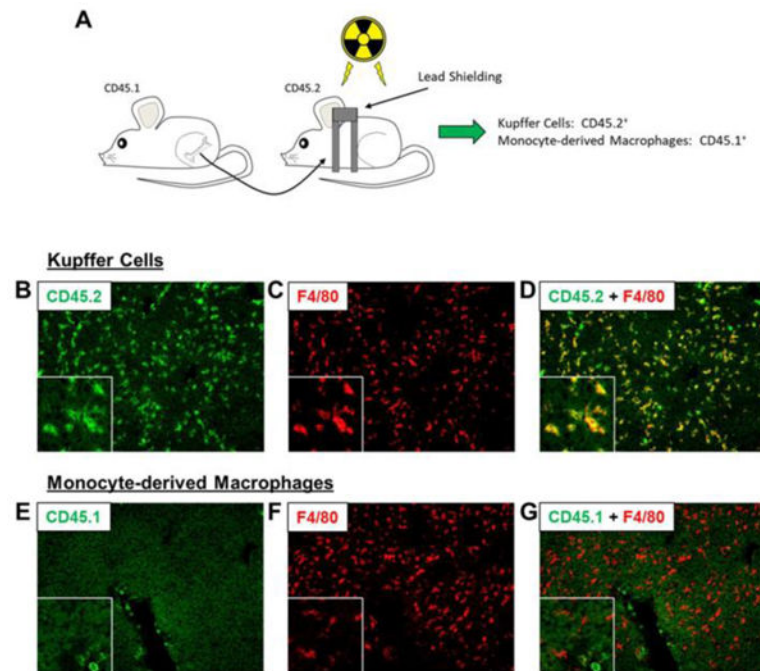 A
CD45.1
CD45.2
Lead Shielding
Kupffer Cells: CD45.2⁺
Monocyte-derived Macrophages: CD45.1⁺
Kupffer Cells
B CD45.2
C F4/80
D CD45.2 + F4/80
Monocyte-derived Macrophages
E CD45.1
F F4/80
G CD45.1 + F4/80